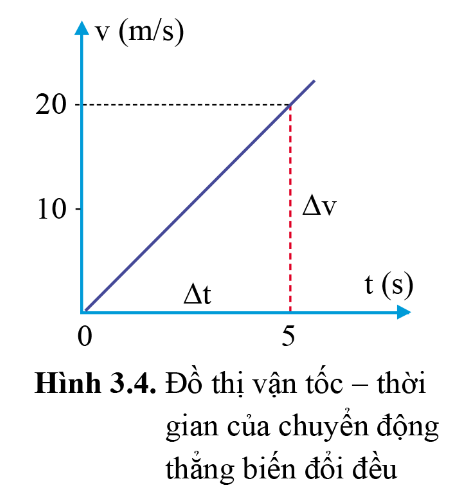 v (m/s)
20
10
Δv
Δt
t (s)
0
5
Hình 3.4. Đồ thị vận tốc – thời
gian của chuyển động
thẳng biến đổi đều